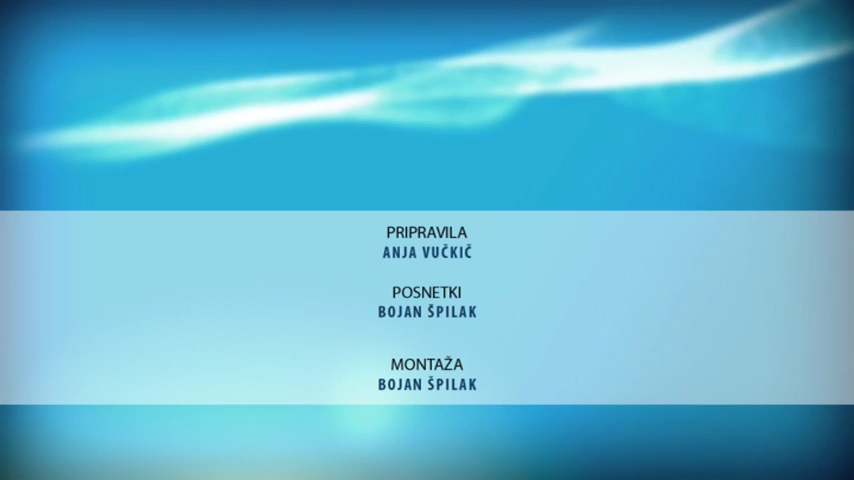 PRIPRAVILA
ANJA VUČKIČ
POSNETKI
BOJAN ŠPILAK
MONTAŽA
BOJAN ŠPILAK